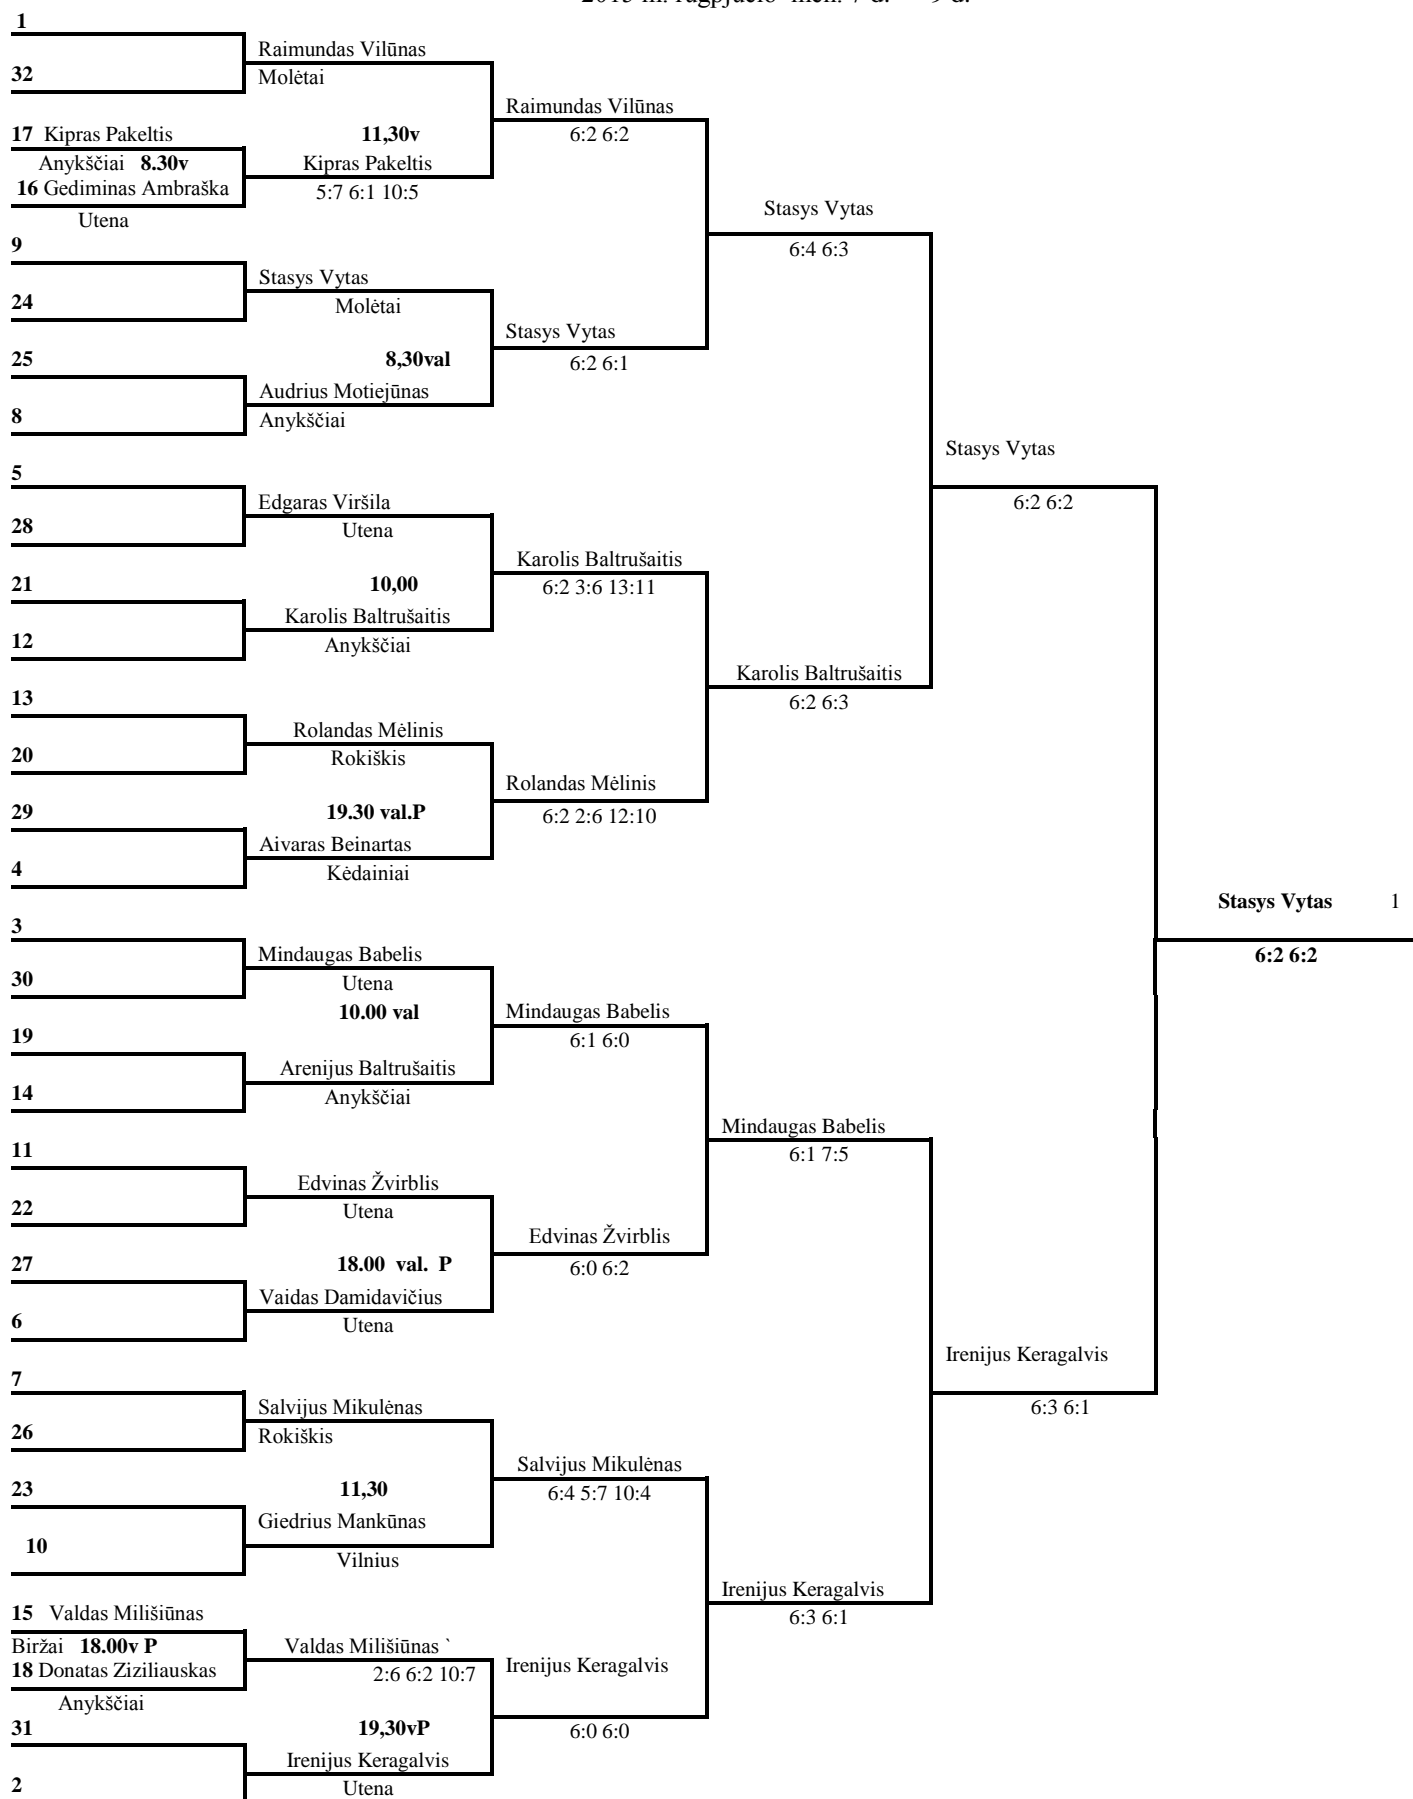 1
Raimundas Vilūnas
32
Molėtai
Raimundas Vilūnas
17 Kipras Pakeltis
11,30v
6:2 6:2
Anykščiai 8.30v
Kipras Pakeltis
16 Gediminas Ambraška
5:7 6:1 10:5
Utena
Stasys Vytas
9
6:4 6:3
Stasys Vytas
24
Molėtai
Stasys Vytas
25
8,30val
6:2 6:1
Audrius Motiejūnas
8
Anykščiai
Stasys Vytas
5
Edgaras Viršila
6:2 6:2
28
Utena
Karolis Baltrušaitis
21
10,00
6:2 3:6 13:11
Karolis Baltrušaitis
12
Anykščiai
Karolis Baltrušaitis
13
6:2 6:3
Rolandas Mėlinis
20
Rokiškis
Rolandas Mėlinis
29
19.30 val.P
6:2 2:6 12:10
Aivaras Beinartas
4
Kėdainiai
Stasys Vytas 1
3
Mindaugas Babelis
6:2 6:2
30
Utena
10.00 val
Mindaugas Babelis
19
6:1 6:0
Arenijus Baltrušaitis
14
Anykščiai
Mindaugas Babelis
11
6:1 7:5
Edvinas Žvirblis
22
Utena
Edvinas Žvirblis
27
18.00 val. P
6:0 6:2
Vaidas Damidavičius
6
Utena
Irenijus Keragalvis
7
Salvijus Mikulėnas
6:3 6:1
26
Rokiškis
Salvijus Mikulėnas
23
11,30
6:4 5:7 10:4
Giedrius Mankūnas
10
Vilnius
Irenijus Keragalvis
15 Valdas Milišiūnas
6:3 6:1
Biržai 18.00v P
Valdas Milišiūnas `
18 Donatas Ziziliauskas
2:6 6:2 10:7
Irenijus Keragalvis
Anykščiai
31
19,30vP
6:0 6:0
Irenijus Keragalvis
2
Utena